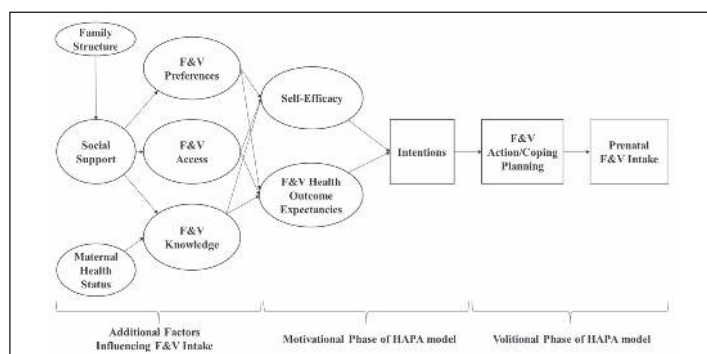 Family
Structure
F&V
Preferences
Self-Efficacy
Social
Support
F&V
Access
Intentions
F&V
Action/Coping
Planning
Prenatal
F&V Intake
F&V Health
Outcome
Expectancies
F&V
Knowledge
Maternal
Health
Status
Additional Factors
Influencing F&V Intake
Motivational Phase of HAPA model
Volitional Phase of HAPA model